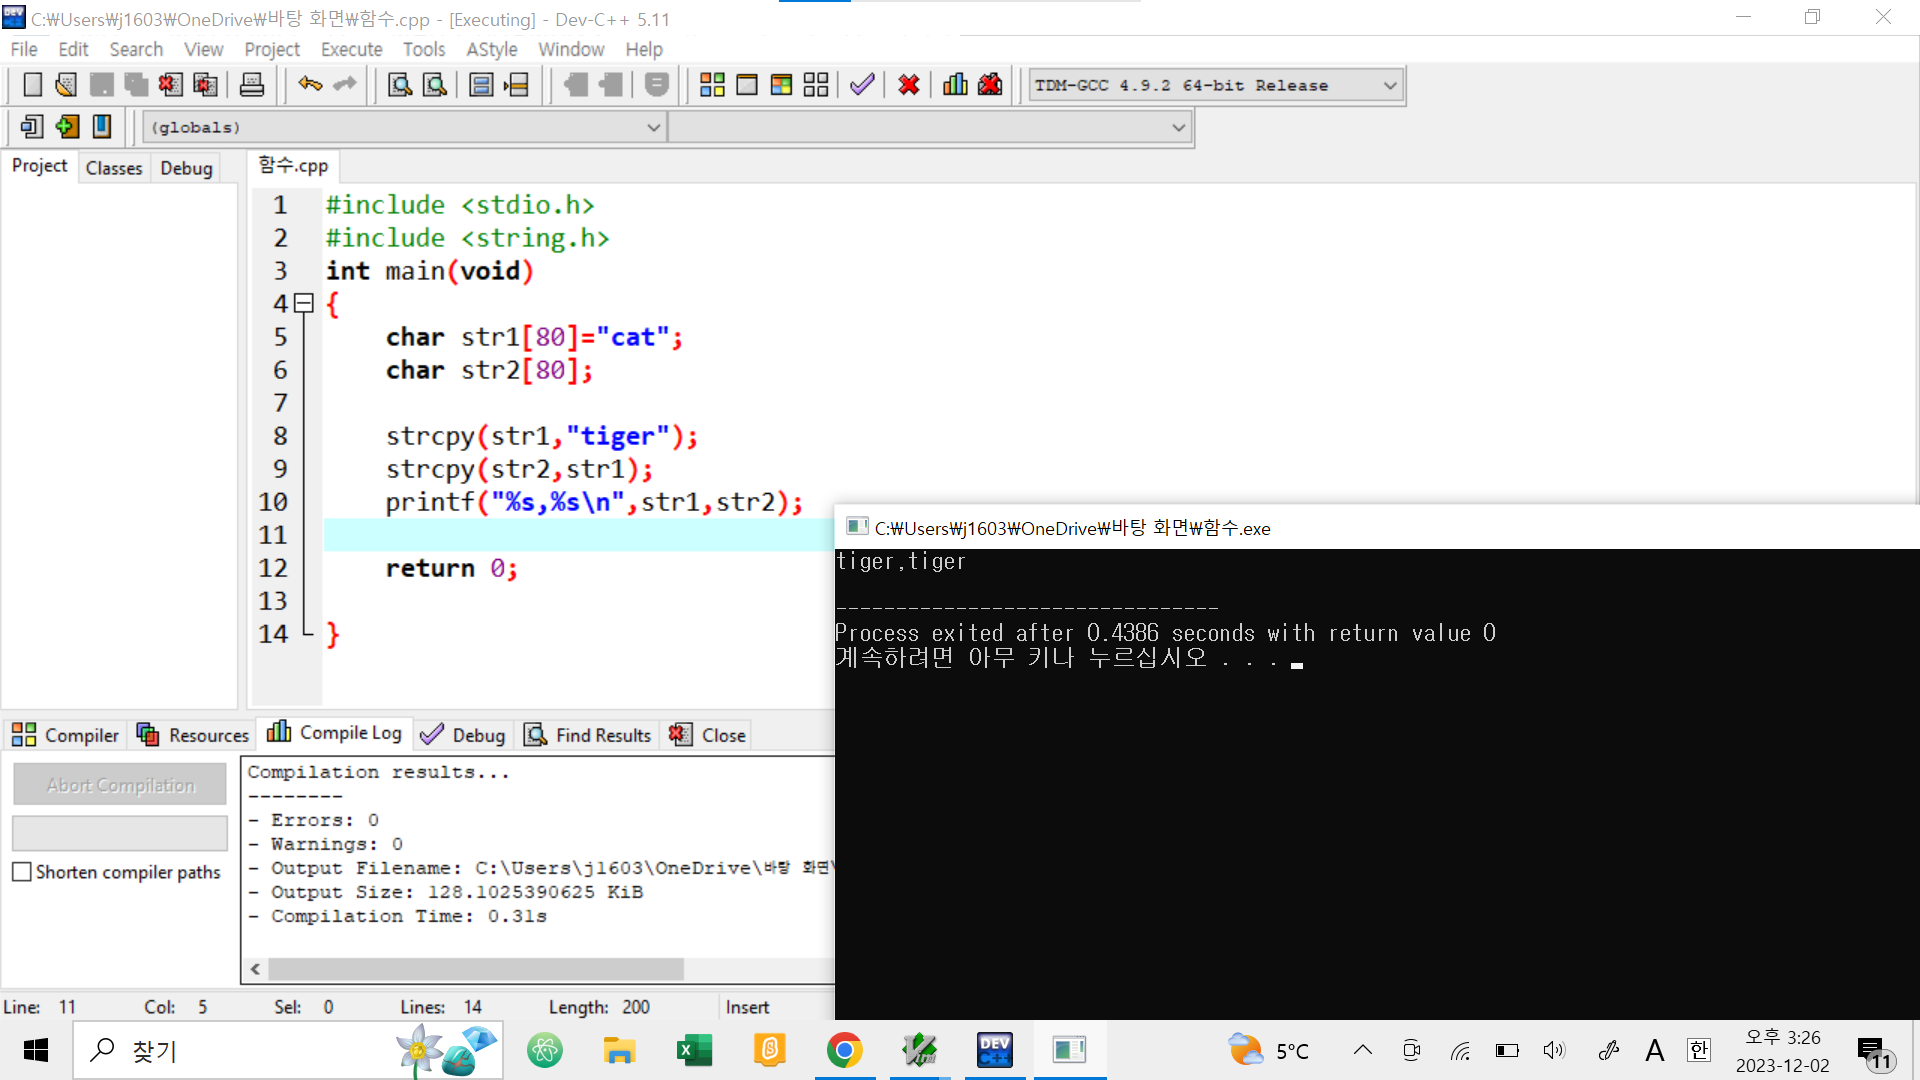 C:₩Users₩j1603₩OneDrive₩바탕 화면₩함수.cpp - [Executing] - Dev-C++ 5.11
File Edit Search View Project Execute Tools AStyle Window Help
TDM-GCC 4.9.2 64-bit Release
(globals)
Project Classes Debug
함수.cpp
1 #include <stdio.h>
2 #include <string.h>
3 int main(void)
4 {
5 char str1[80]="cat";
6 char str2[80];
7
8 strcpy(str1,"tiger");
9 strcpy(str2,str1);
10 printf("%s,%s\n",str1,str2);
11
12 return 0;
13
14 }
C:₩Users₩j1603₩OneDrive₩바탕 화면₩함수.exe
tiger,tiger
--------------------------------
Process exited after 0.4386 seconds with return value 0
계속하려면 아무 키나 누르십시오 . . .
Compiler Resources Compile Log Debug Find Results Close
Abort Compilation
Shorten compiler paths
Compilation results...
--------
- Errors: 0
- Warnings: 0
- Output Filename: C:\Users\j1603\OneDrive\바탕 화면\
- Output Size: 128.1025390625 KiB
- Compilation Time: 0.31s
Line: 11 Col: 5 Sel: 0 Lines: 14 Length: 200 Insert
찾기
DEV C++
5°C
A 한
오후 3:26
2023-12-02
11